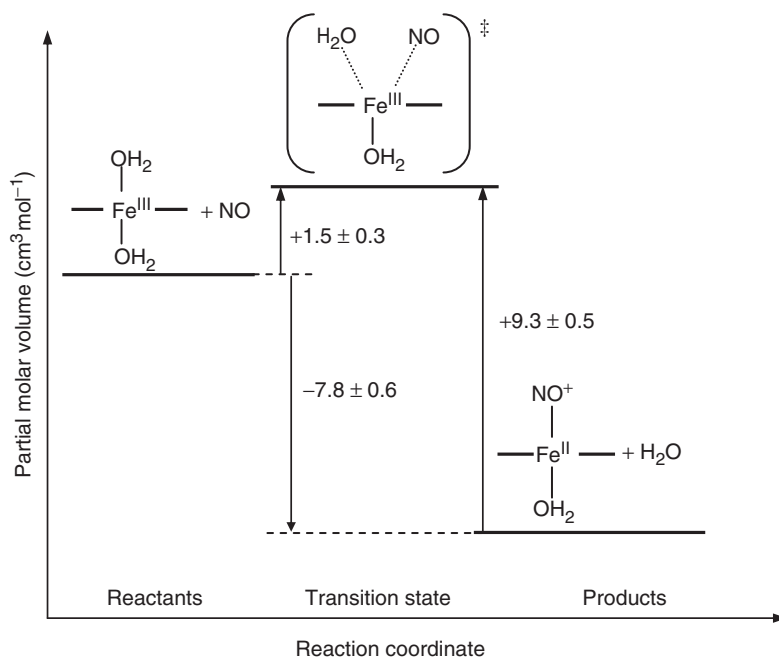 H₂O NO ‡
Feᴵᴵᴵ
OH₂
OH₂
Feᴵᴵᴵ + NO
OH₂
+1.5 ± 0.3
−7.8 ± 0.6
+9.3 ± 0.5
NO⁺
Feᴵᴵ + H₂O
OH₂
Partial molar volume (cm³ mol⁻¹)
Reactants Transition state Products
Reaction coordinate